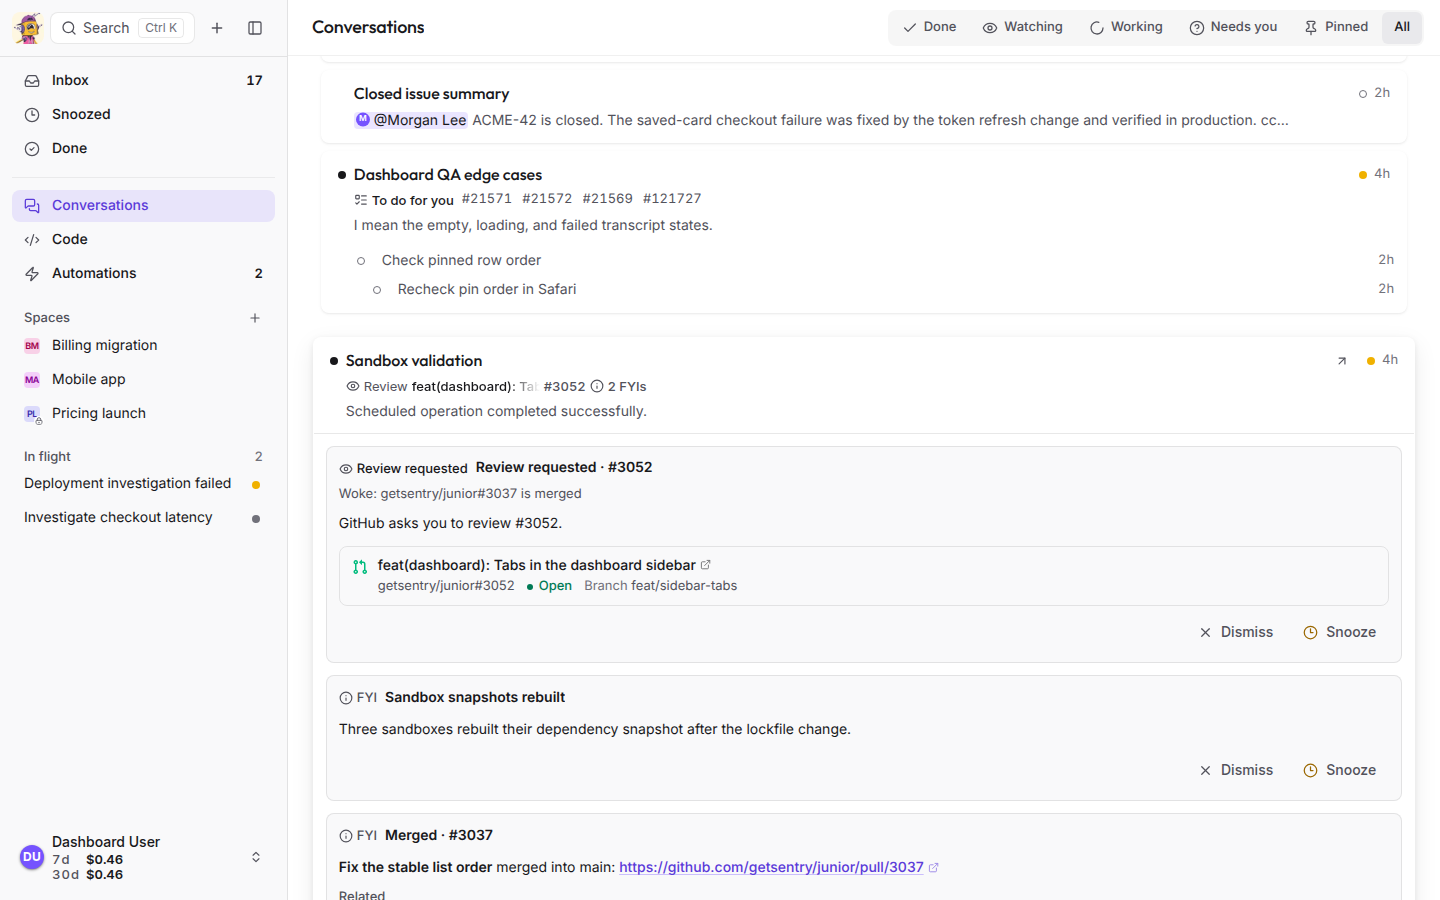 Search Ctrl K
Inbox 17
Snoozed
Done
Conversations
Code
Automations 2
Spaces
BM Billing migration
MA Mobile app
PL Pricing launch
In flight 2
Deployment investigation failed
Investigate checkout latency
DU Dashboard User
7d $0.46
30d $0.46
Conversations
Done Watching Working Needs you Pinned All
Closed issue summary 2h
M @Morgan Lee ACME-42 is closed. The saved-card checkout failure was fixed by the token refresh change and verified in production. cc...
Dashboard QA edge cases 4h
To do for you #21571 #21572 #21569 #121727
I mean the empty, loading, and failed transcript states.
Check pinned row order 2h
Recheck pin order in Safari 2h
Sandbox validation 4h
Review feat(dashboard): Tab #3052 2 FYIs
Scheduled operation completed successfully.
Review requested Review requested · #3052
Woke: getsentry/junior#3037 is merged
GitHub asks you to review #3052.
feat(dashboard): Tabs in the dashboard sidebar
getsentry/junior#3052 Open Branch feat/sidebar-tabs
Dismiss Snooze
FYI Sandbox snapshots rebuilt
Three sandboxes rebuilt their dependency snapshot after the lockfile change.
Dismiss Snooze
FYI Merged · #3037
Fix the stable list order merged into main: https://github.com/getsentry/junior/pull/3037
Related